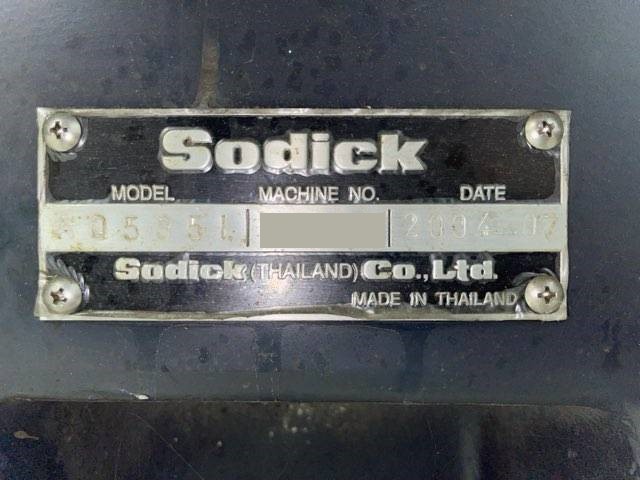 Sodick
MODEL MACHINE NO. DATE
2004 07
Sodick (THAILAND) Co., Ltd.
MADE IN THAILAND